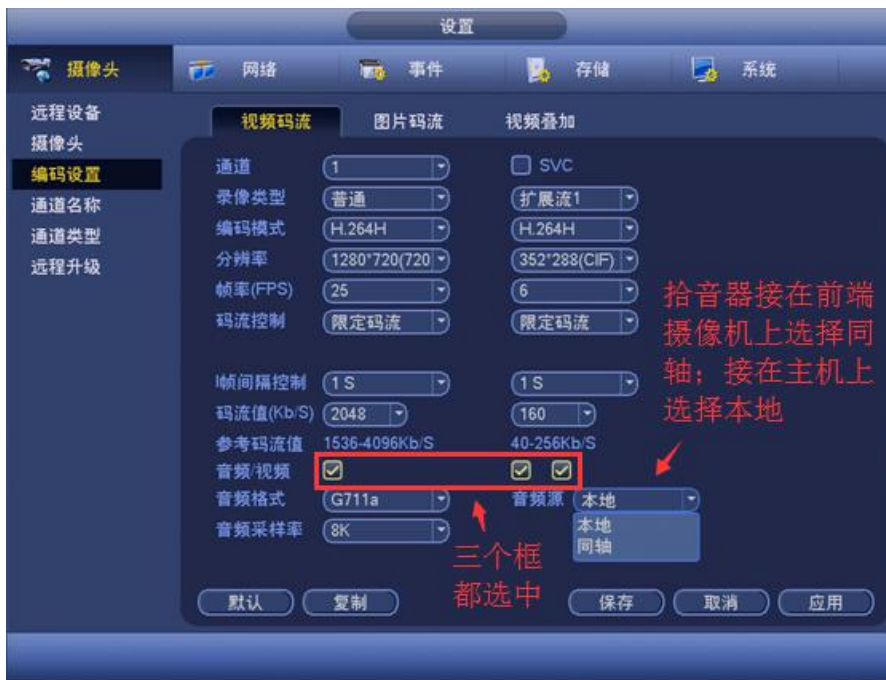 设置
摄像头 网络 事件 存储 系统
远程设备
摄像头
编码设置
通道名称
通道类型
远程升级
视频码流 图片码流 视频叠加
通道 1 SVC
录像类型 普通 扩展流1
编码模式 H.264H H.264H
分辨率 1280*720(720 352*288(CIF)
帧率(FPS) 25 6
码流控制 限定码流 限定码流
I帧间隔控制 1 S 1 S
码流值(Kb/S) 2048 160
参考码流值 1536-4096Kb/S 40-256Kb/S
音频/视频
音频格式 G711a 音频源 本地
音频采样率 8K
本地
同轴
拾音器接在前端
摄像机上选择同
轴；接在主机上
选择本地
三个框
都选中
默认 复制 保存 取消 应用